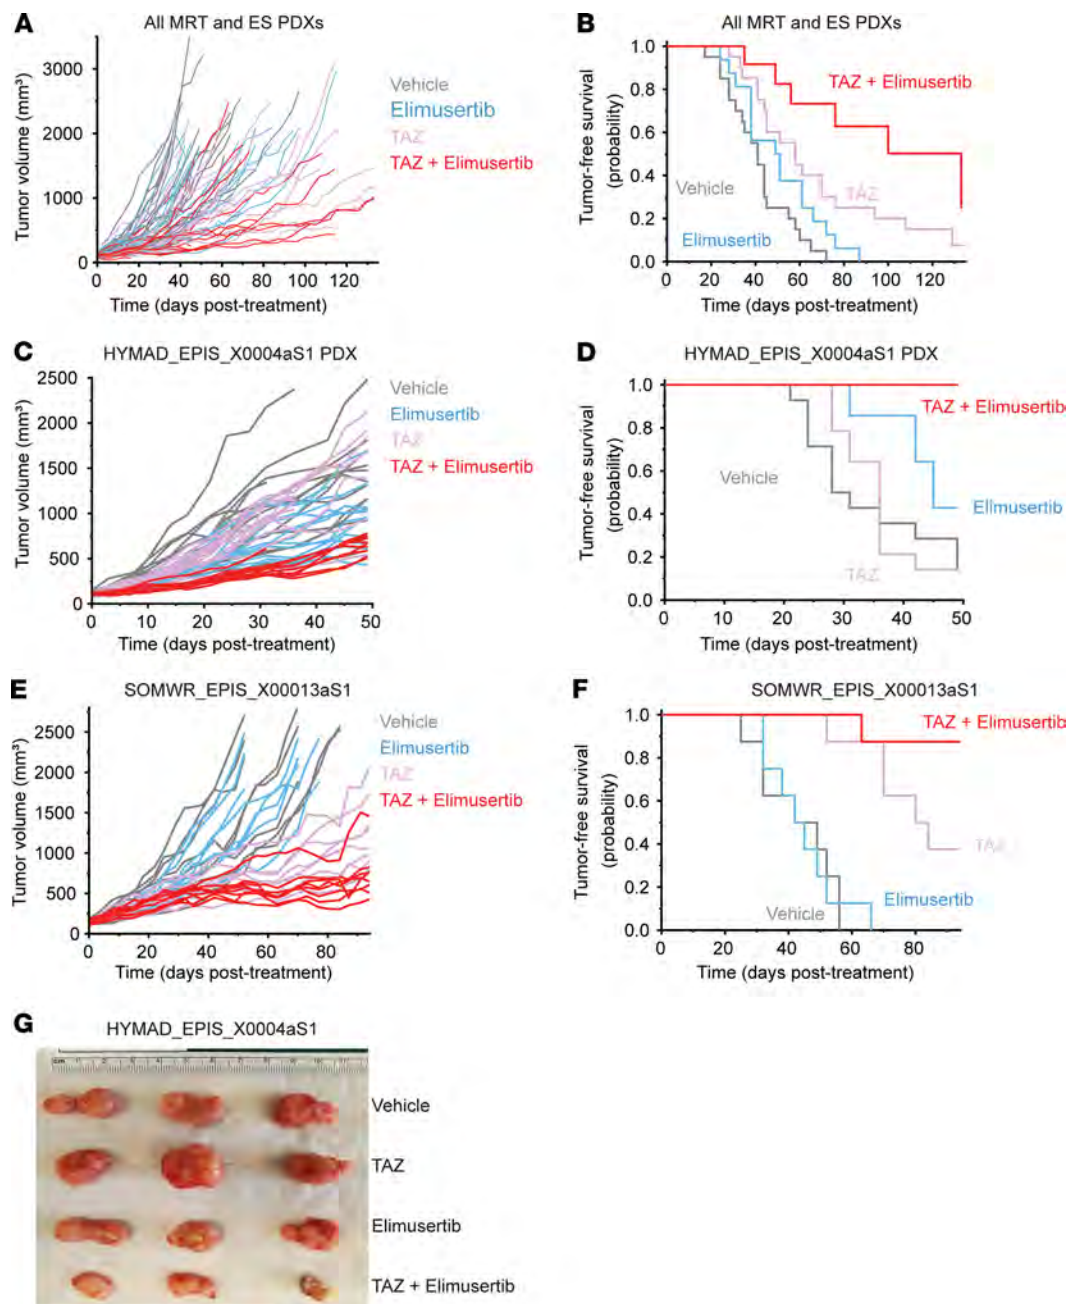 A
All MRT and ES PDXs
Tumor volume (mm³)
3000
2000
1000
0
0 20 40 60 80 100 120
Time (days post-treatment)
Vehicle
Elimusertib
TAZ
TAZ + Elimusertib
B
All MRT and ES PDXs
Tumor-free survival
(probability)
1.0
0.8
0.6
0.4
0.2
0.0
0 20 40 60 80 100 120
Time (days post-treatment)
TAZ + Elimusertib
Vehicle
TAZ
Elimusertib
C
HYMAD_EPIS_X0004aS1 PDX
Tumor volume (mm³)
2500
2000
1500
1000
500
0
0 10 20 30 40 50
Time (days post-treatment)
Vehicle
Elimusertib
TAZ
TAZ + Elimusertib
D
HYMAD_EPIS_X0004aS1 PDX
Tumor-free survival
(probability)
1.0
0.8
0.6
0.4
0.2
0.0
0 10 20 30 40 50
Time (days post-treatment)
TAZ + Elimusertib
Vehicle
Elimusertib
TAZ
E
SOMWR_EPIS_X00013aS1
Tumor volume (mm³)
2500
2000
1500
1000
500
0
0 20 40 60 80
Time (days post-treatment)
Vehicle
Elimusertib
TAZ
TAZ + Elimusertib
F
SOMWR_EPIS_X00013aS1
Tumor-free survival
(probability)
1.0
0.8
0.6
0.4
0.2
0.0
0 20 40 60 80
Time (days post-treatment)
TAZ + Elimusertib
TAZ
Elimusertib
Vehicle
G
HYMAD_EPIS_X0004aS1
Vehicle
TAZ
Elimusertib
TAZ + Elimusertib